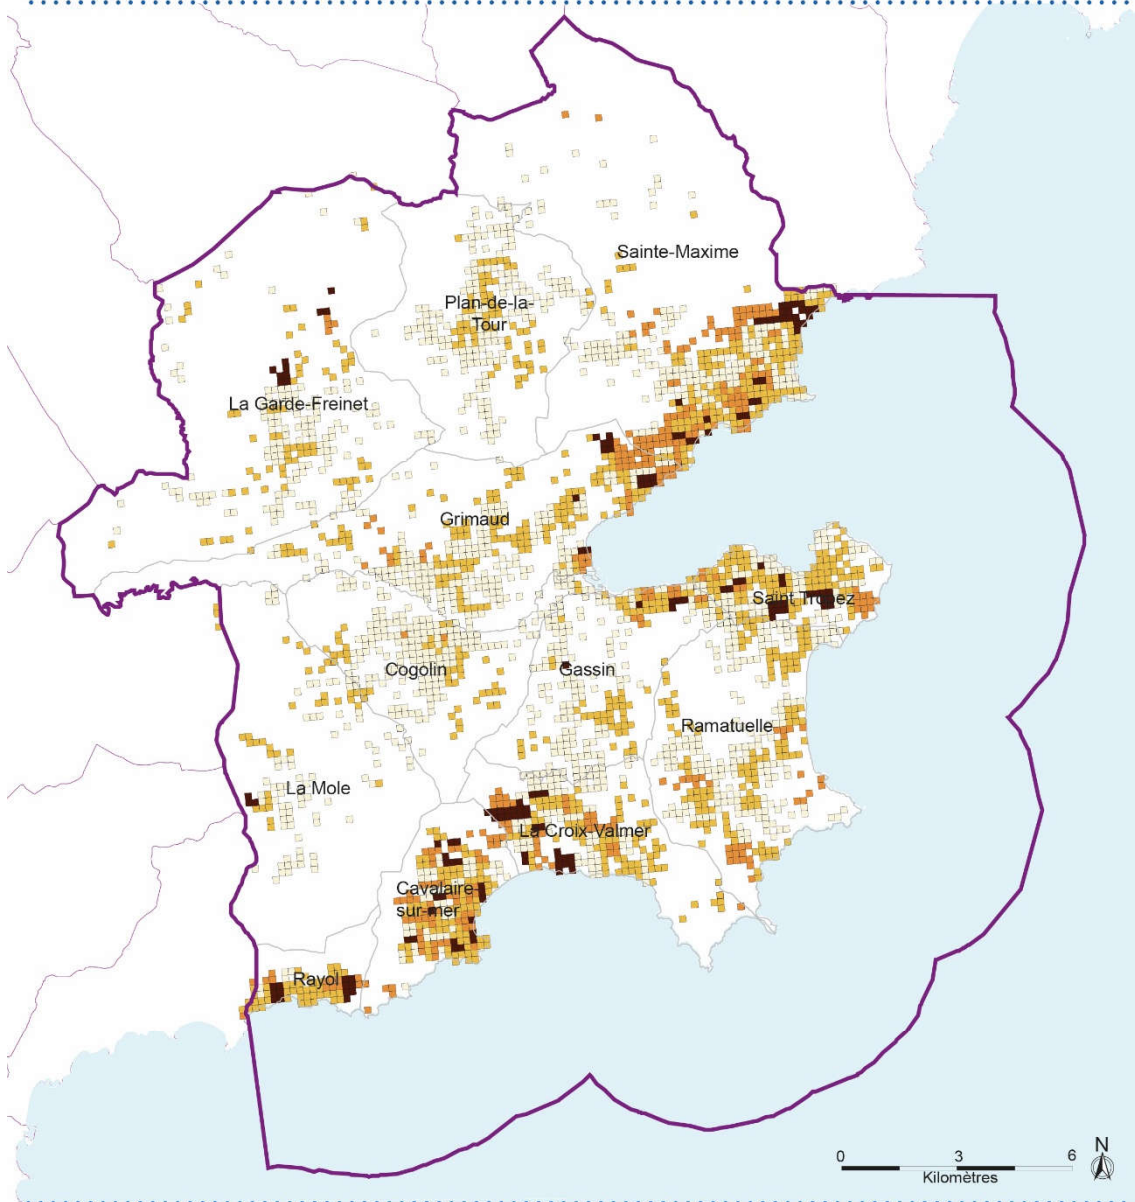 Sainte-Maxime
Plan-de-la-
Tour
La Garde-Freinet
Grimaud
Saint Tropez
Cogolin
Gassin
Ramatuelle
La Mole
La Croix-Valmer
Cavalaire
sur-mer
Rayol
N
0 3 6
Kilomètres